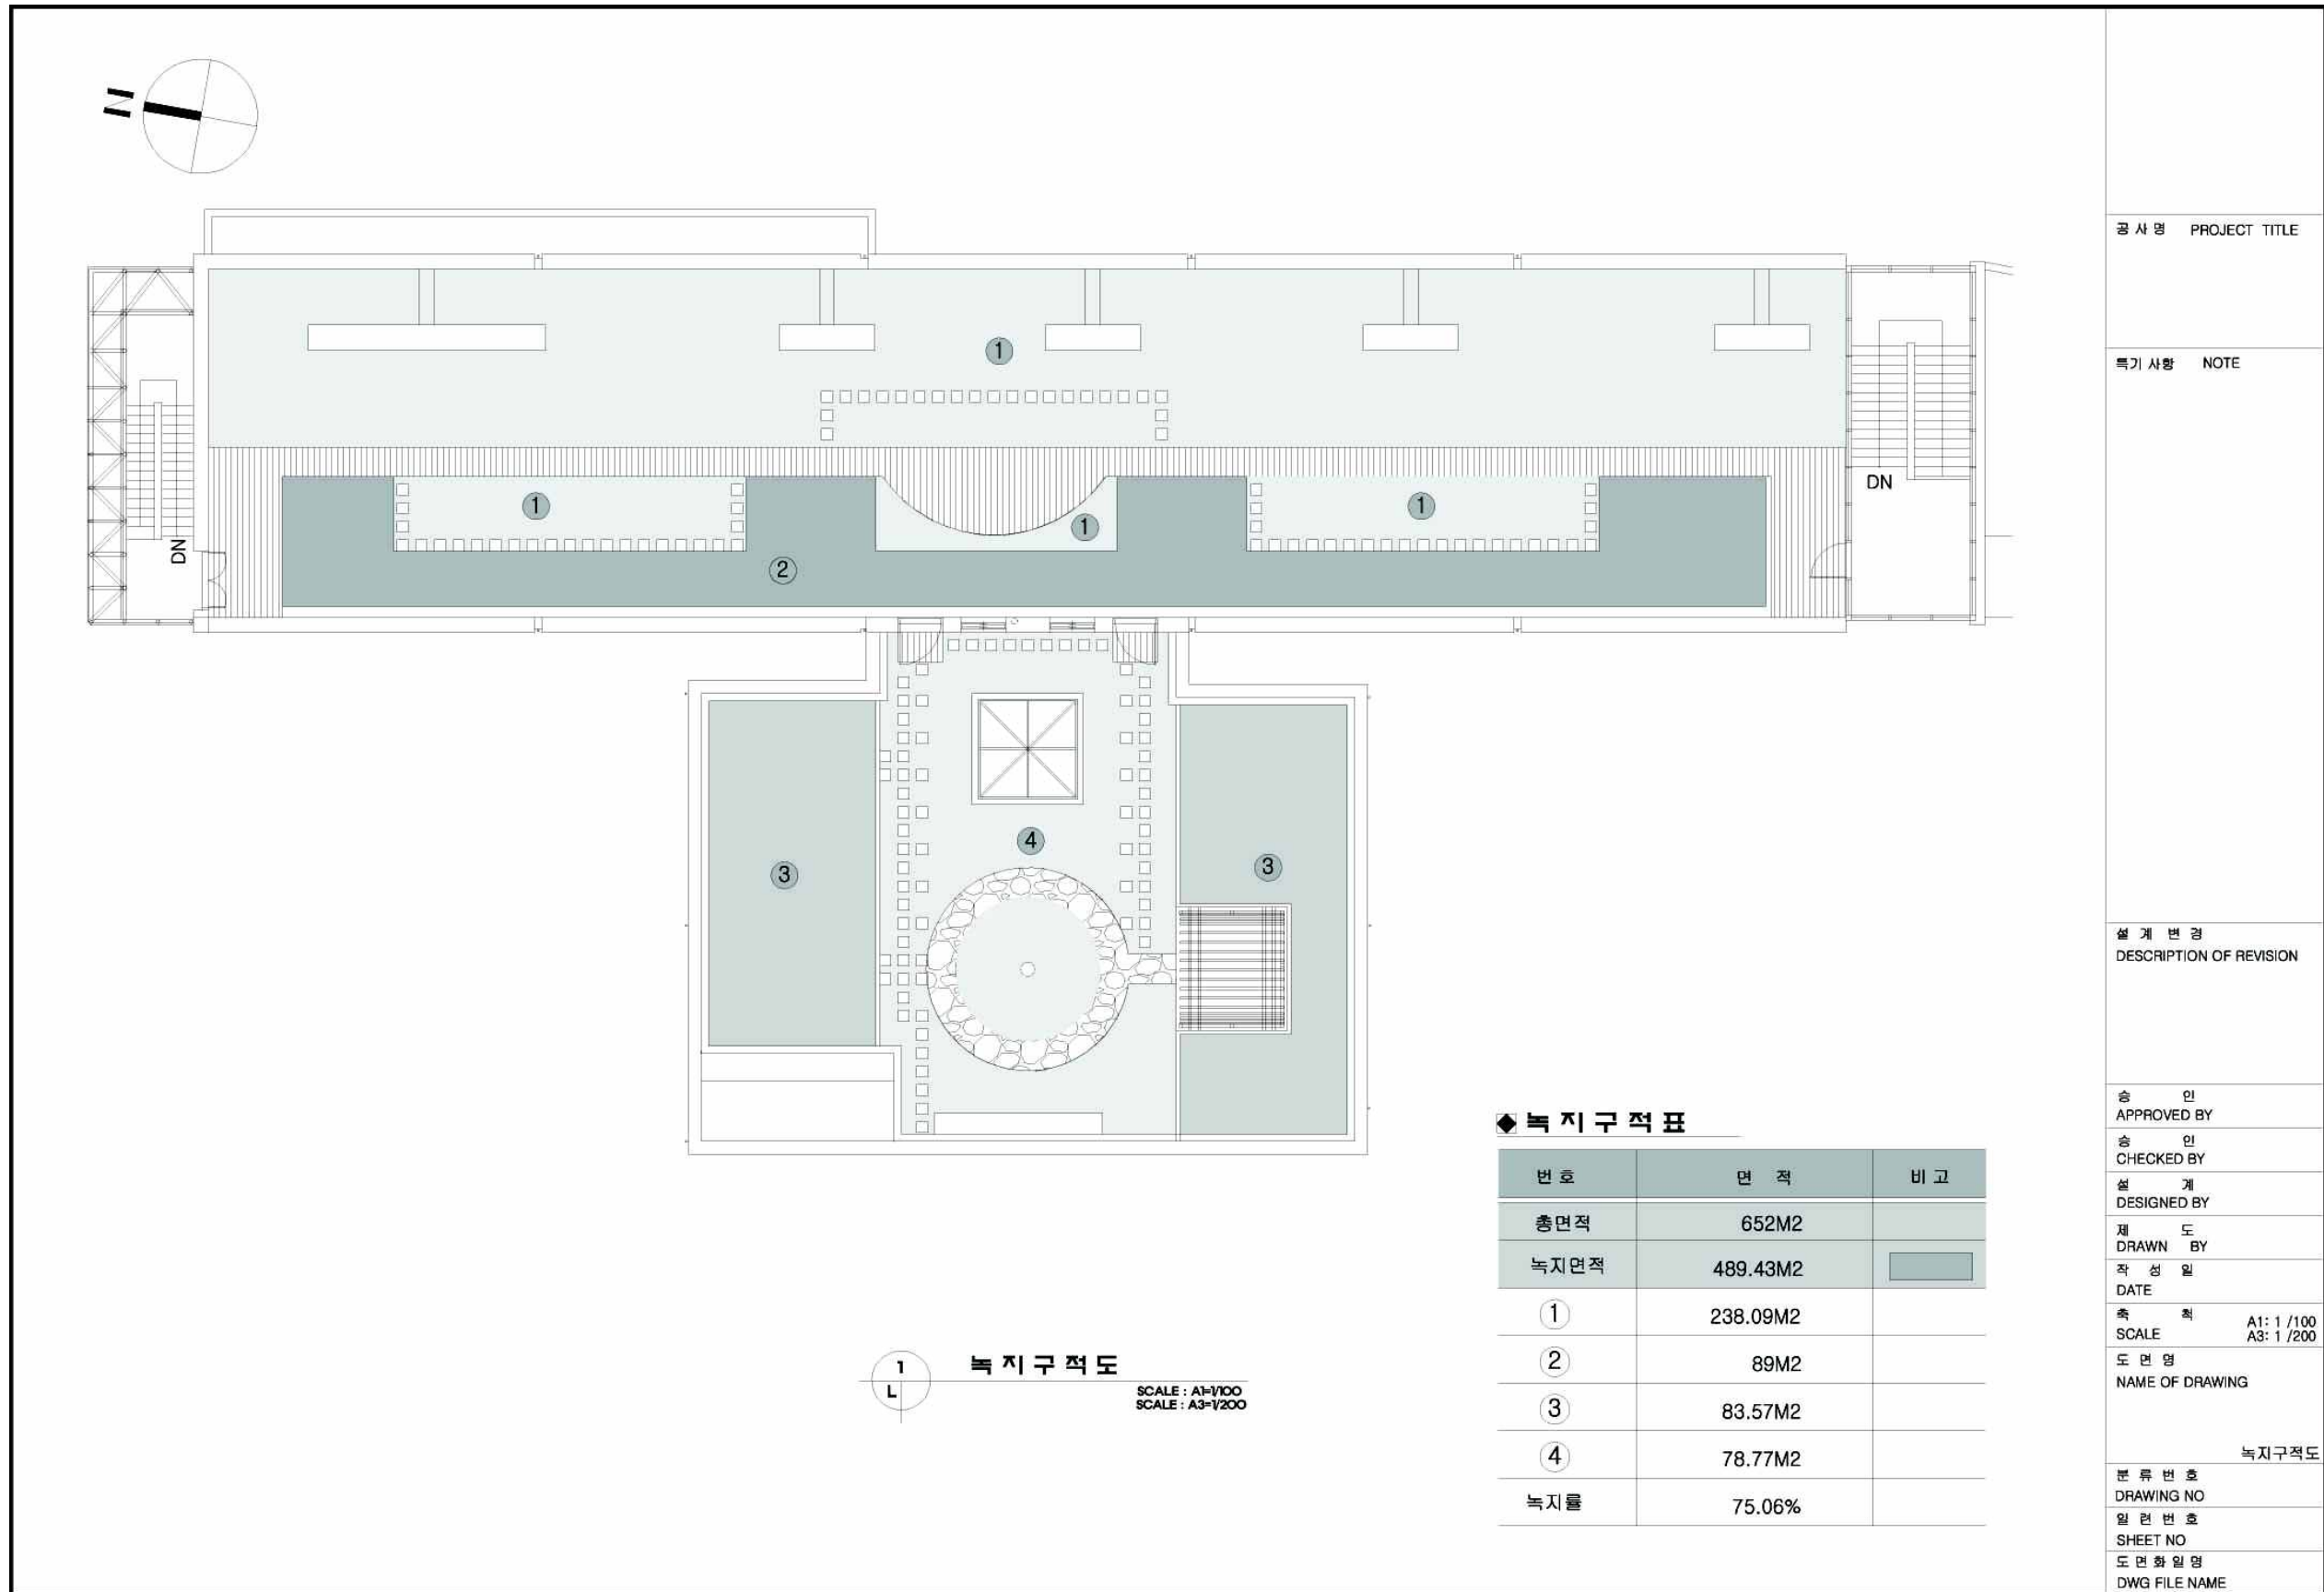 N
1
1
1
1
2
DN
DN
3
4
3
◆ 녹지구적표
번호 면 적 비고
총면적 652M2
녹지면적 489.43M2
① 238.09M2
② 89M2
③ 83.57M2
④ 78.77M2
녹지률 75.06%
1
L
녹지구적도
SCALE : A1=1/100
SCALE : A3=1/200
공 사 명 PROJECT TITLE
특기 사항 NOTE
설 계 변 경
DESCRIPTION OF REVISION
승 인
APPROVED BY
승 인
CHECKED BY
설 계
DESIGNED BY
제 도
DRAWN BY
작 성 일
DATE
축 척
SCALE
A1: 1 /100
A3: 1 /200
도 면 명
NAME OF DRAWING
녹지구적도
분 류 번 호
DRAWING NO
일 련 번 호
SHEET NO
도 면 화 일 명
DWG FILE NAME